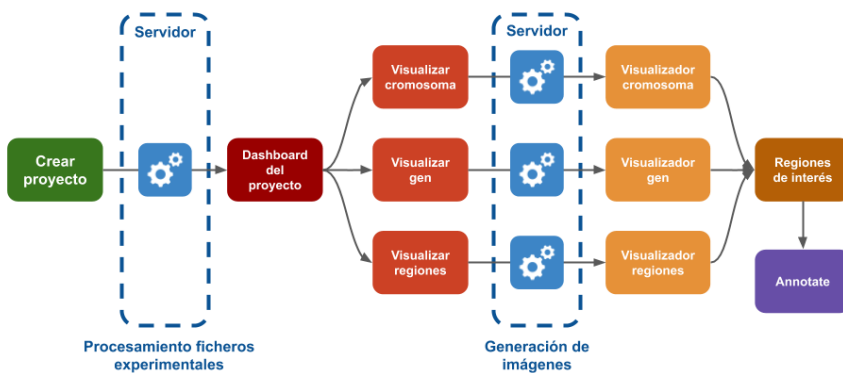 Servidor
Servidor
Visualizar
cromosoma
Visualizador
cromosoma
Crear
proyecto
Dashboard
del
proyecto
Visualizar
gen
Visualizador
gen
Regiones
de interés
Visualizar
regiones
Visualizador
regiones
Annotate
Procesamiento ficheros
experimentales
Generación de
imágenes